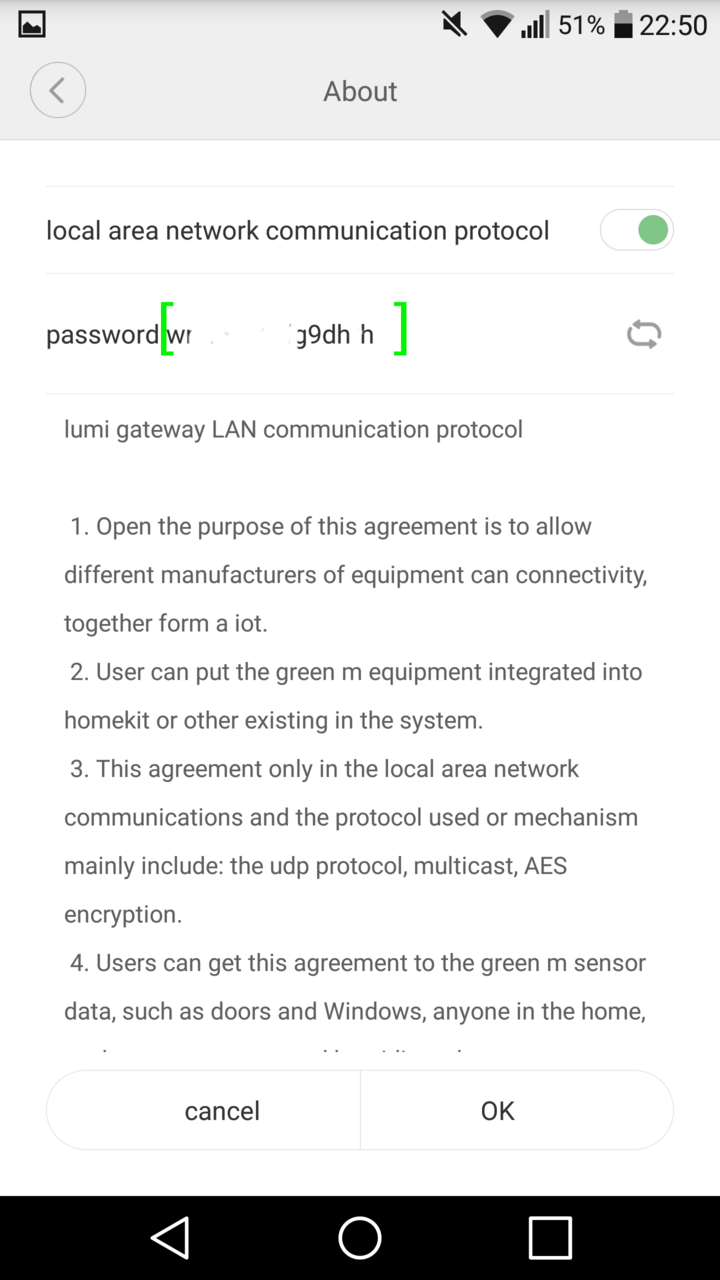 51% 22:50
About
local area network communication protocol
password
lumi gateway LAN communication protocol
1. Open the purpose of this agreement is to allow
different manufacturers of equipment can connectivity,
together form a iot.
2. User can put the green m equipment integrated into
homekit or other existing in the system.
3. This agreement only in the local area network
communications and the protocol used or mechanism
mainly include: the udp protocol, multicast, AES
encryption.
4. Users can get this agreement to the green m sensor
data, such as doors and Windows, anyone in the home,
cancel OK